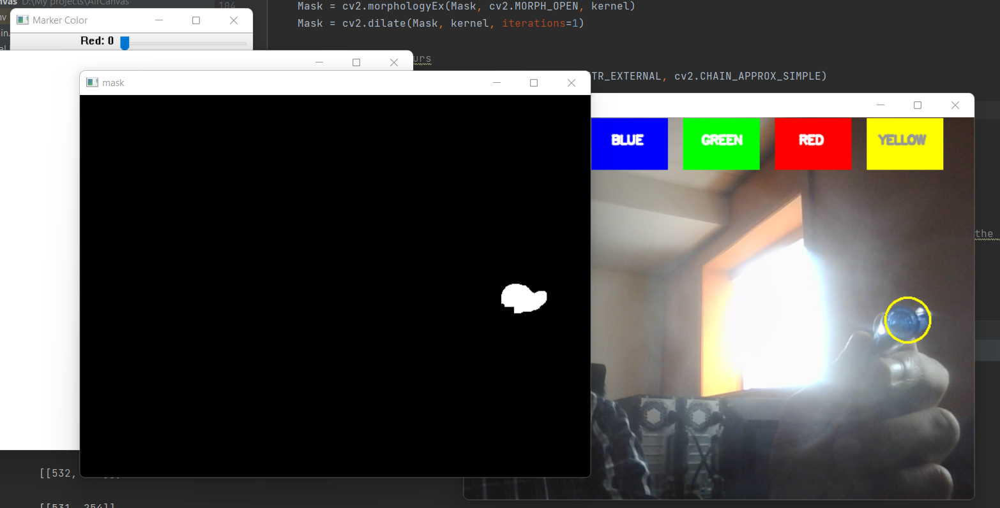 vas D:\My projects\AirCanvas
104
Mask = cv2.morphologyEx(Mask, cv2.MORPH_OPEN, kernel)
Marker Color
Mask = cv2.dilate(Mask, kernel, iterations=1)
Red: 0
urs
TR_EXTERNAL, cv2.CHAIN_APPROX_SIMPLE)
mask
BLUE
GREEN
RED
YELLOW
the
[[532,
[[531, 254]]